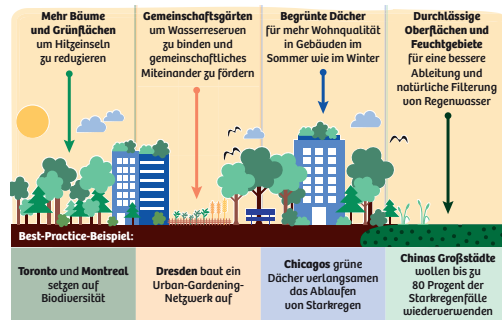 Mehr Bäume
und Grünflächen
um Hitzeinseln
zu reduzieren
Gemeinschaftsgärten
um Wasserreserven
zu binden und
gemeinschaftliches
Miteinander zu fördern
Begrünte Dächer
für mehr Wohnqualität
in Gebäuden im
Sommer wie im Winter
Durchlässige
Oberflächen und
Feuchtgebiete
für eine bessere
Ableitung und
natürliche Filterung
von Regenwasser
Best-Practice-Beispiel:
Toronto und Montreal
setzen auf
Biodiversität
Dresden baut ein
Urban-Gardening-
Netzwerk auf
Chicagos grüne
Dächer verlangsamen
das Ablaufen
von Starkregen
Chinas Großstädte
wollen bis zu
80 Prozent der
Starkregenfälle
wiederverwenden